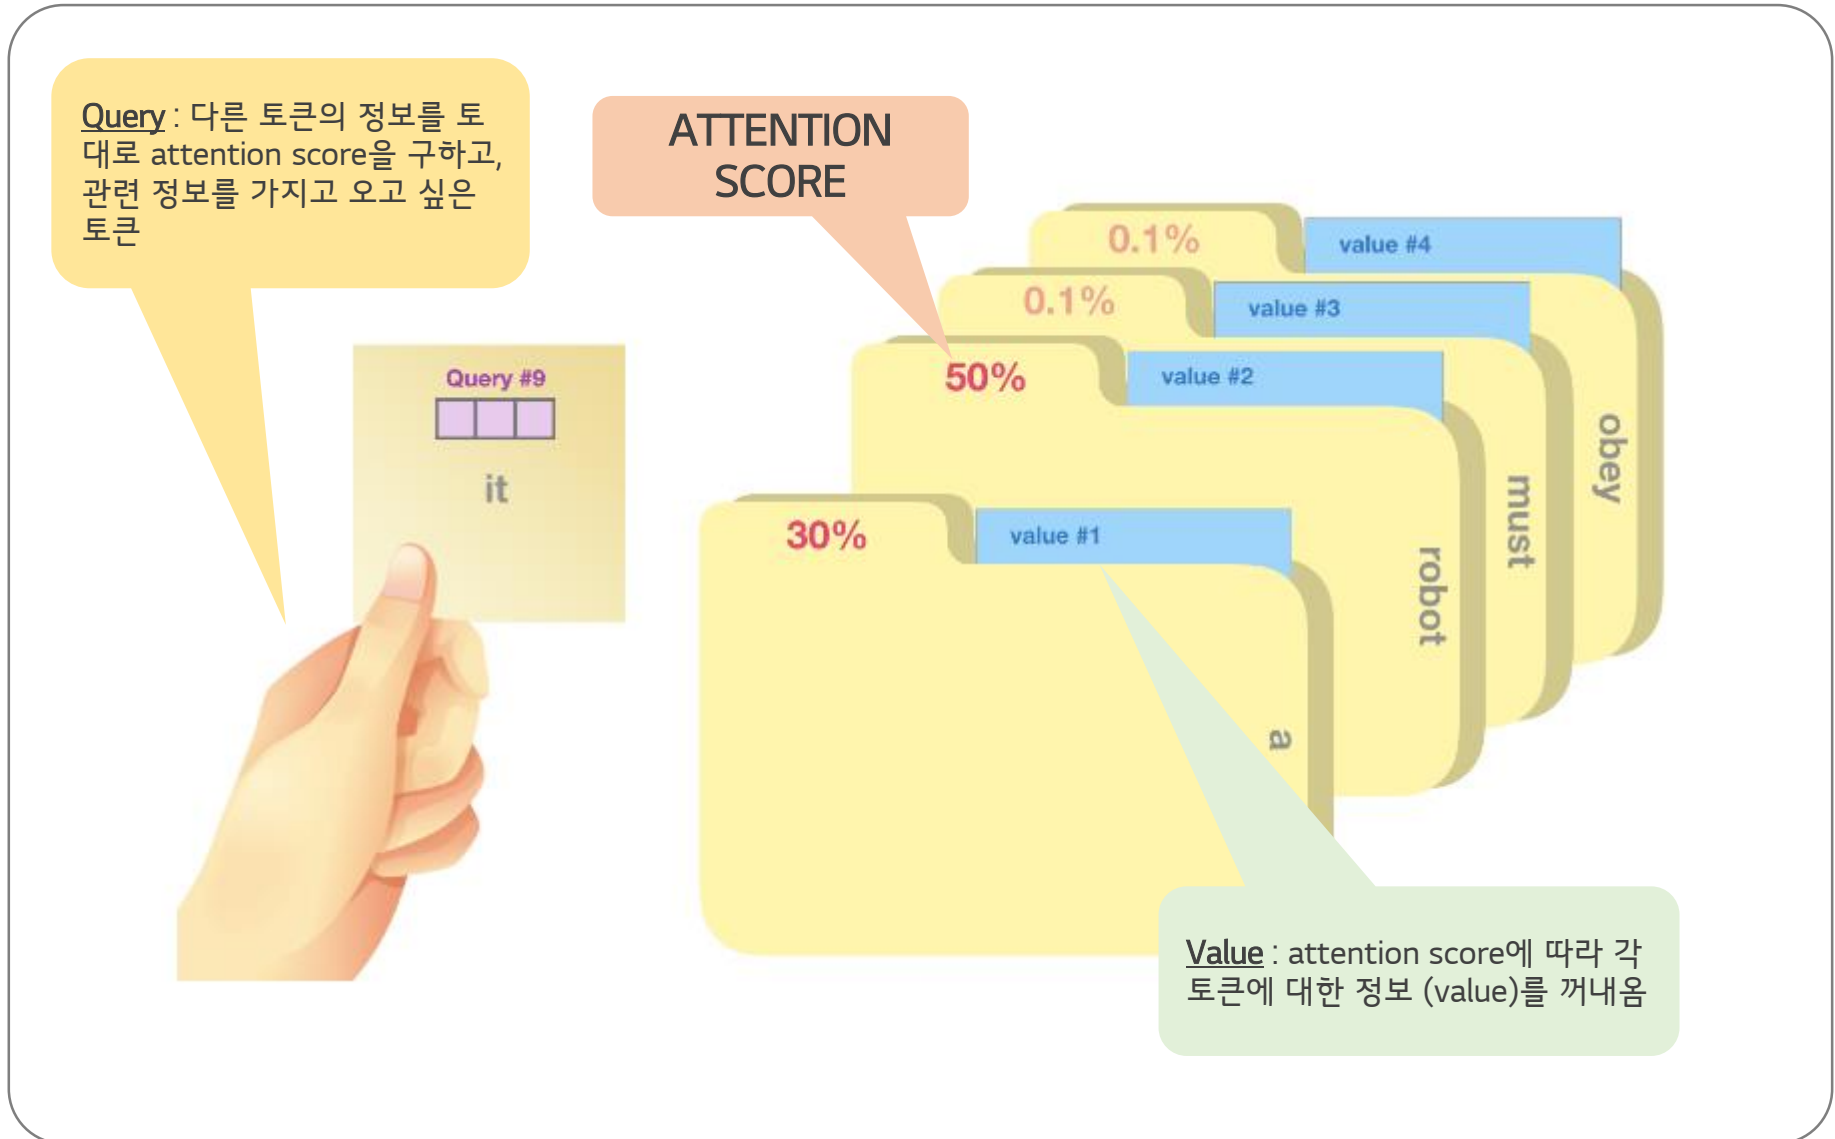 Query : 다른 토큰의 정보를 토
대로 attention score을 구하고,
관련 정보를 가지고 오고 싶은
토큰
ATTENTION
SCORE
Query #9
it
0.1%
value #4
0.1%
value #3
50%
value #2
30%
value #1
obey
must
robot
a
Value : attention score에 따라 각
토큰에 대한 정보 (value)를 꺼내옴